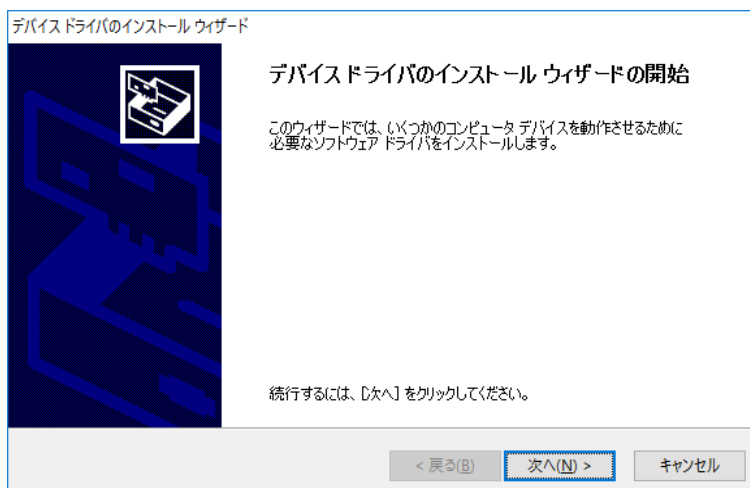 デバイス ドライバのインストール ウィザード
デバイス ドライバのインストール ウィザードの開始
このウィザードでは、いくつかのコンピュータ デバイスを動作させるために
必要なソフトウェア ドライバをインストールします。
続行するには、[次へ] をクリックしてください。
< 戻る(B)
次へ(N) >
キャンセル